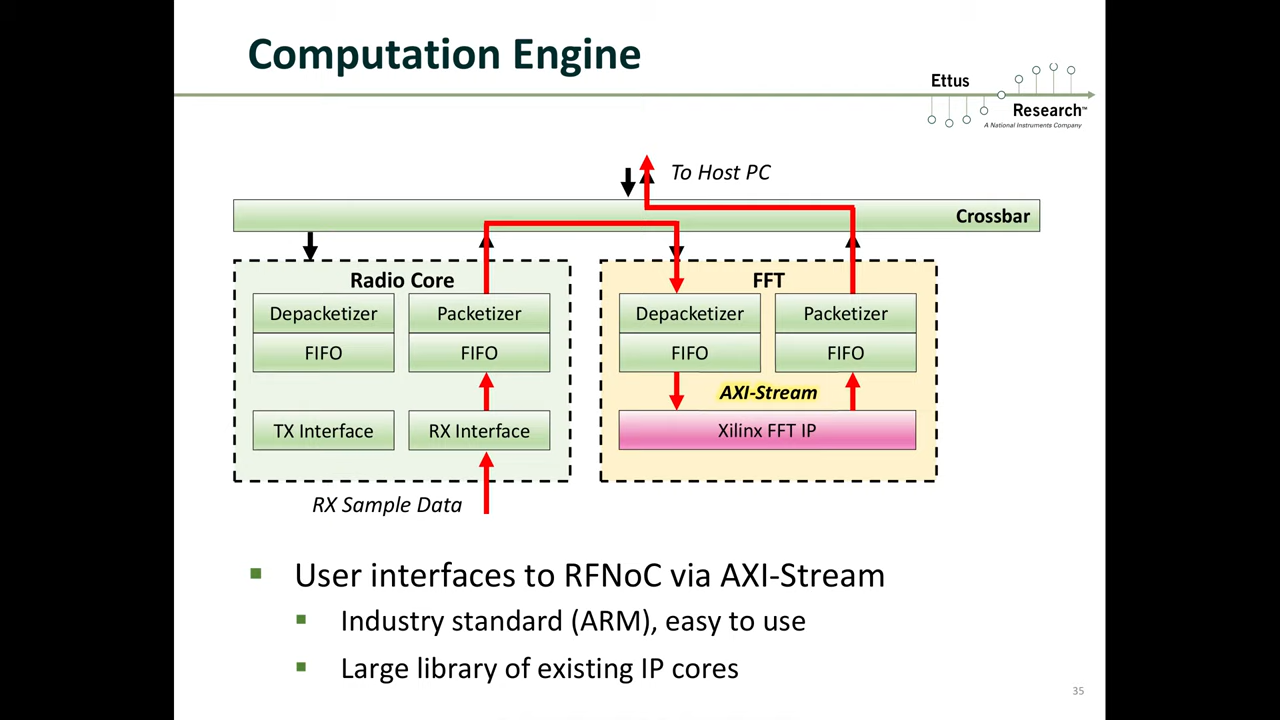 Computation Engine
Ettus
Research™
A National Instruments Company
To Host PC
Crossbar
Radio Core
FFT
Depacketizer
Packetizer
Depacketizer
Packetizer
FIFO
FIFO
FIFO
FIFO
AXI-Stream
TX Interface
RX Interface
Xilinx FFT IP
RX Sample Data
User interfaces to RFNoC via AXI-Stream
Industry standard (ARM), easy to use
Large library of existing IP cores
35